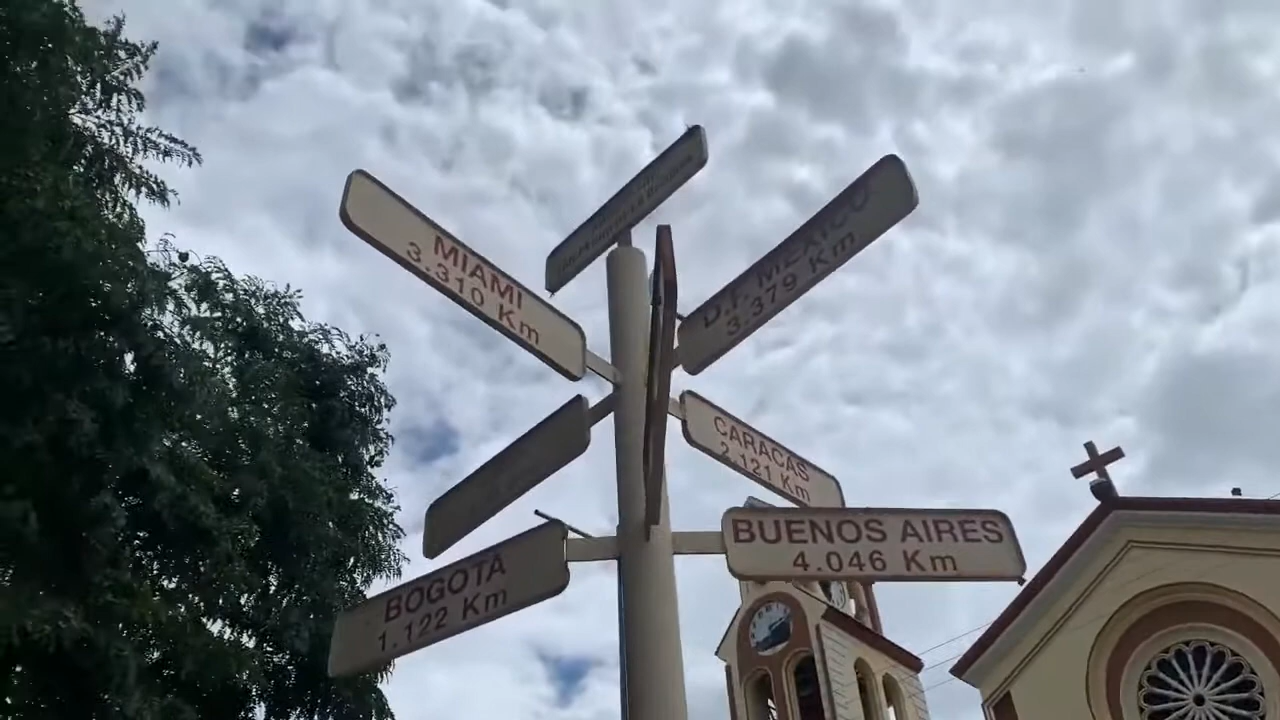 MIAMI
3.310 Km
D.F. MEXICO
3.379 Km
CARACAS
2.121 Km
BUENOS AIRES
4.046 Km
BOGOTÁ
1.122 Km